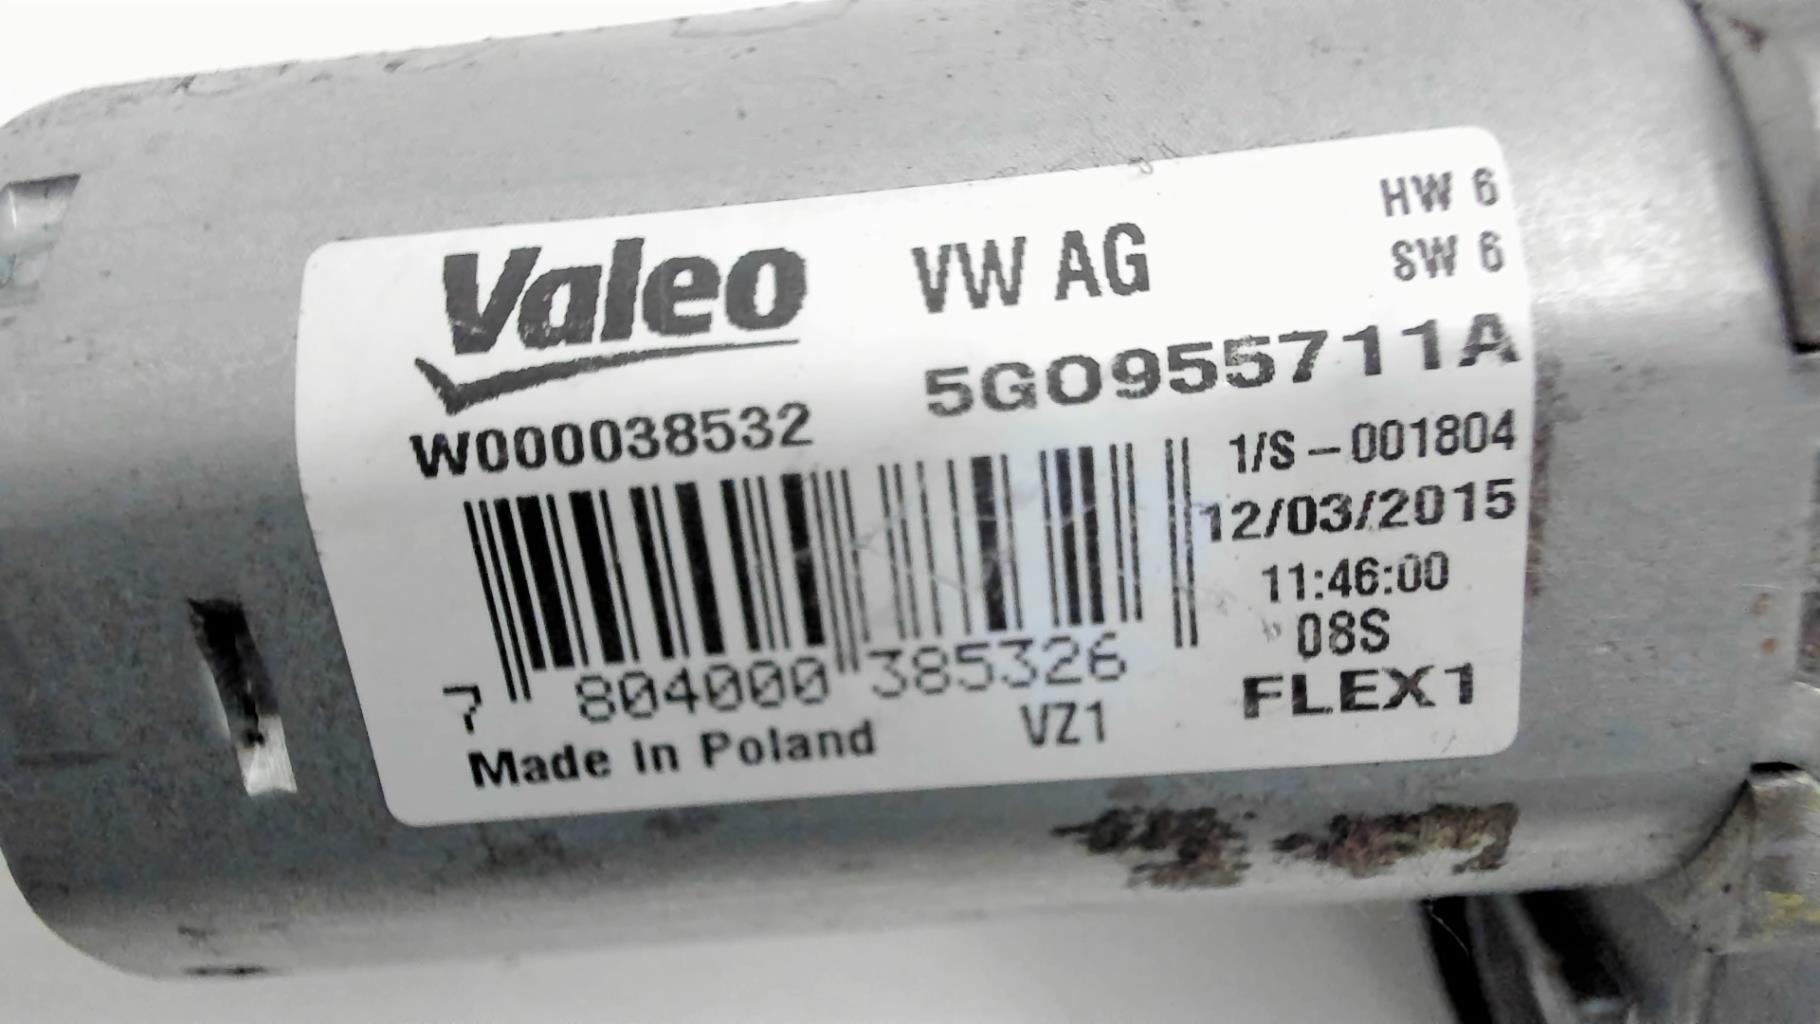 Valeo
VW AG
HW 6
SW 6
5G0955711A
W000038532
1/S-001804
12/03/2015
11:46:00
08S
FLEX1
7 804000 385326
Made in Poland
VZ1